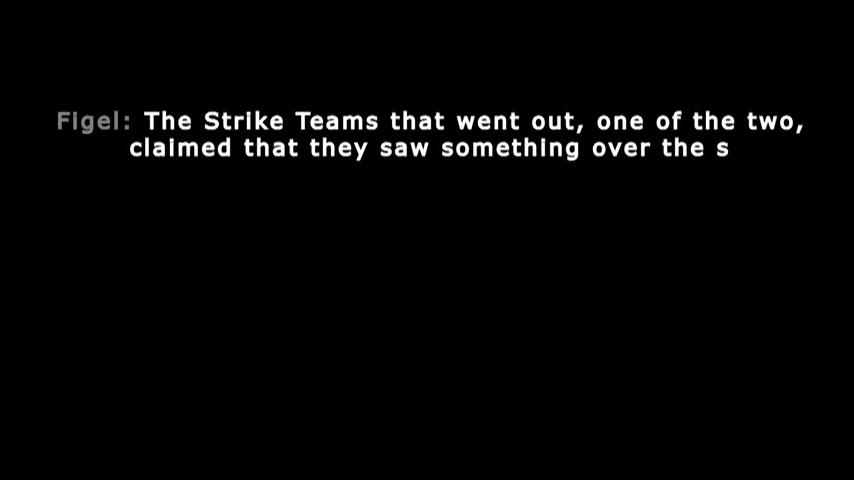 Figel: The Strike Teams that went out, one of the two,
claimed that they saw something over the s